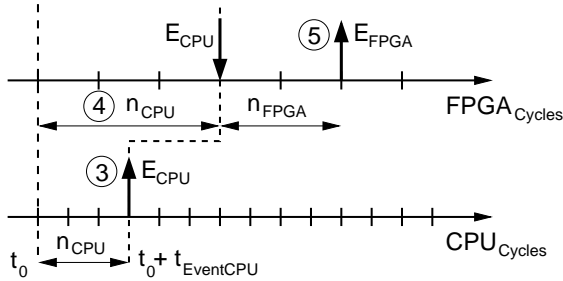 E_CPU ⑤ E_FPGA
④ n_CPU n_FPGA FPGA_Cycles
③ E_CPU
n_CPU CPU_Cycles
t_0 t_0 + t_EventCPU